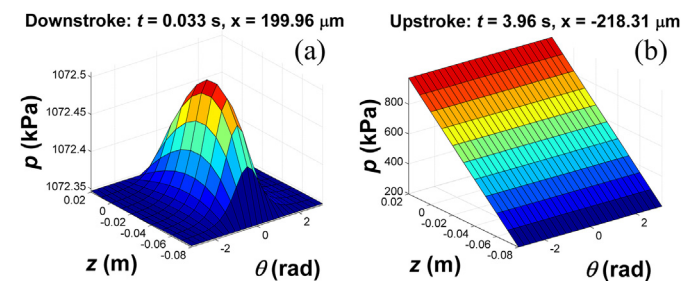 Downstroke: t = 0.033 s, x = 199.96 μm
(a)
p (kPa)
1072.5
1072.45
1072.4
1072.35
0.02
0
-0.02
-0.04
-0.06
-0.08
z (m)
-2
0
2
θ (rad)
Upstroke: t = 3.96 s, x = -218.31 μm
(b)
p (kPa)
800
600
400
200
0.02
0
-0.02
-0.04
-0.06
-0.08
z (m)
-2
0
2
θ (rad)